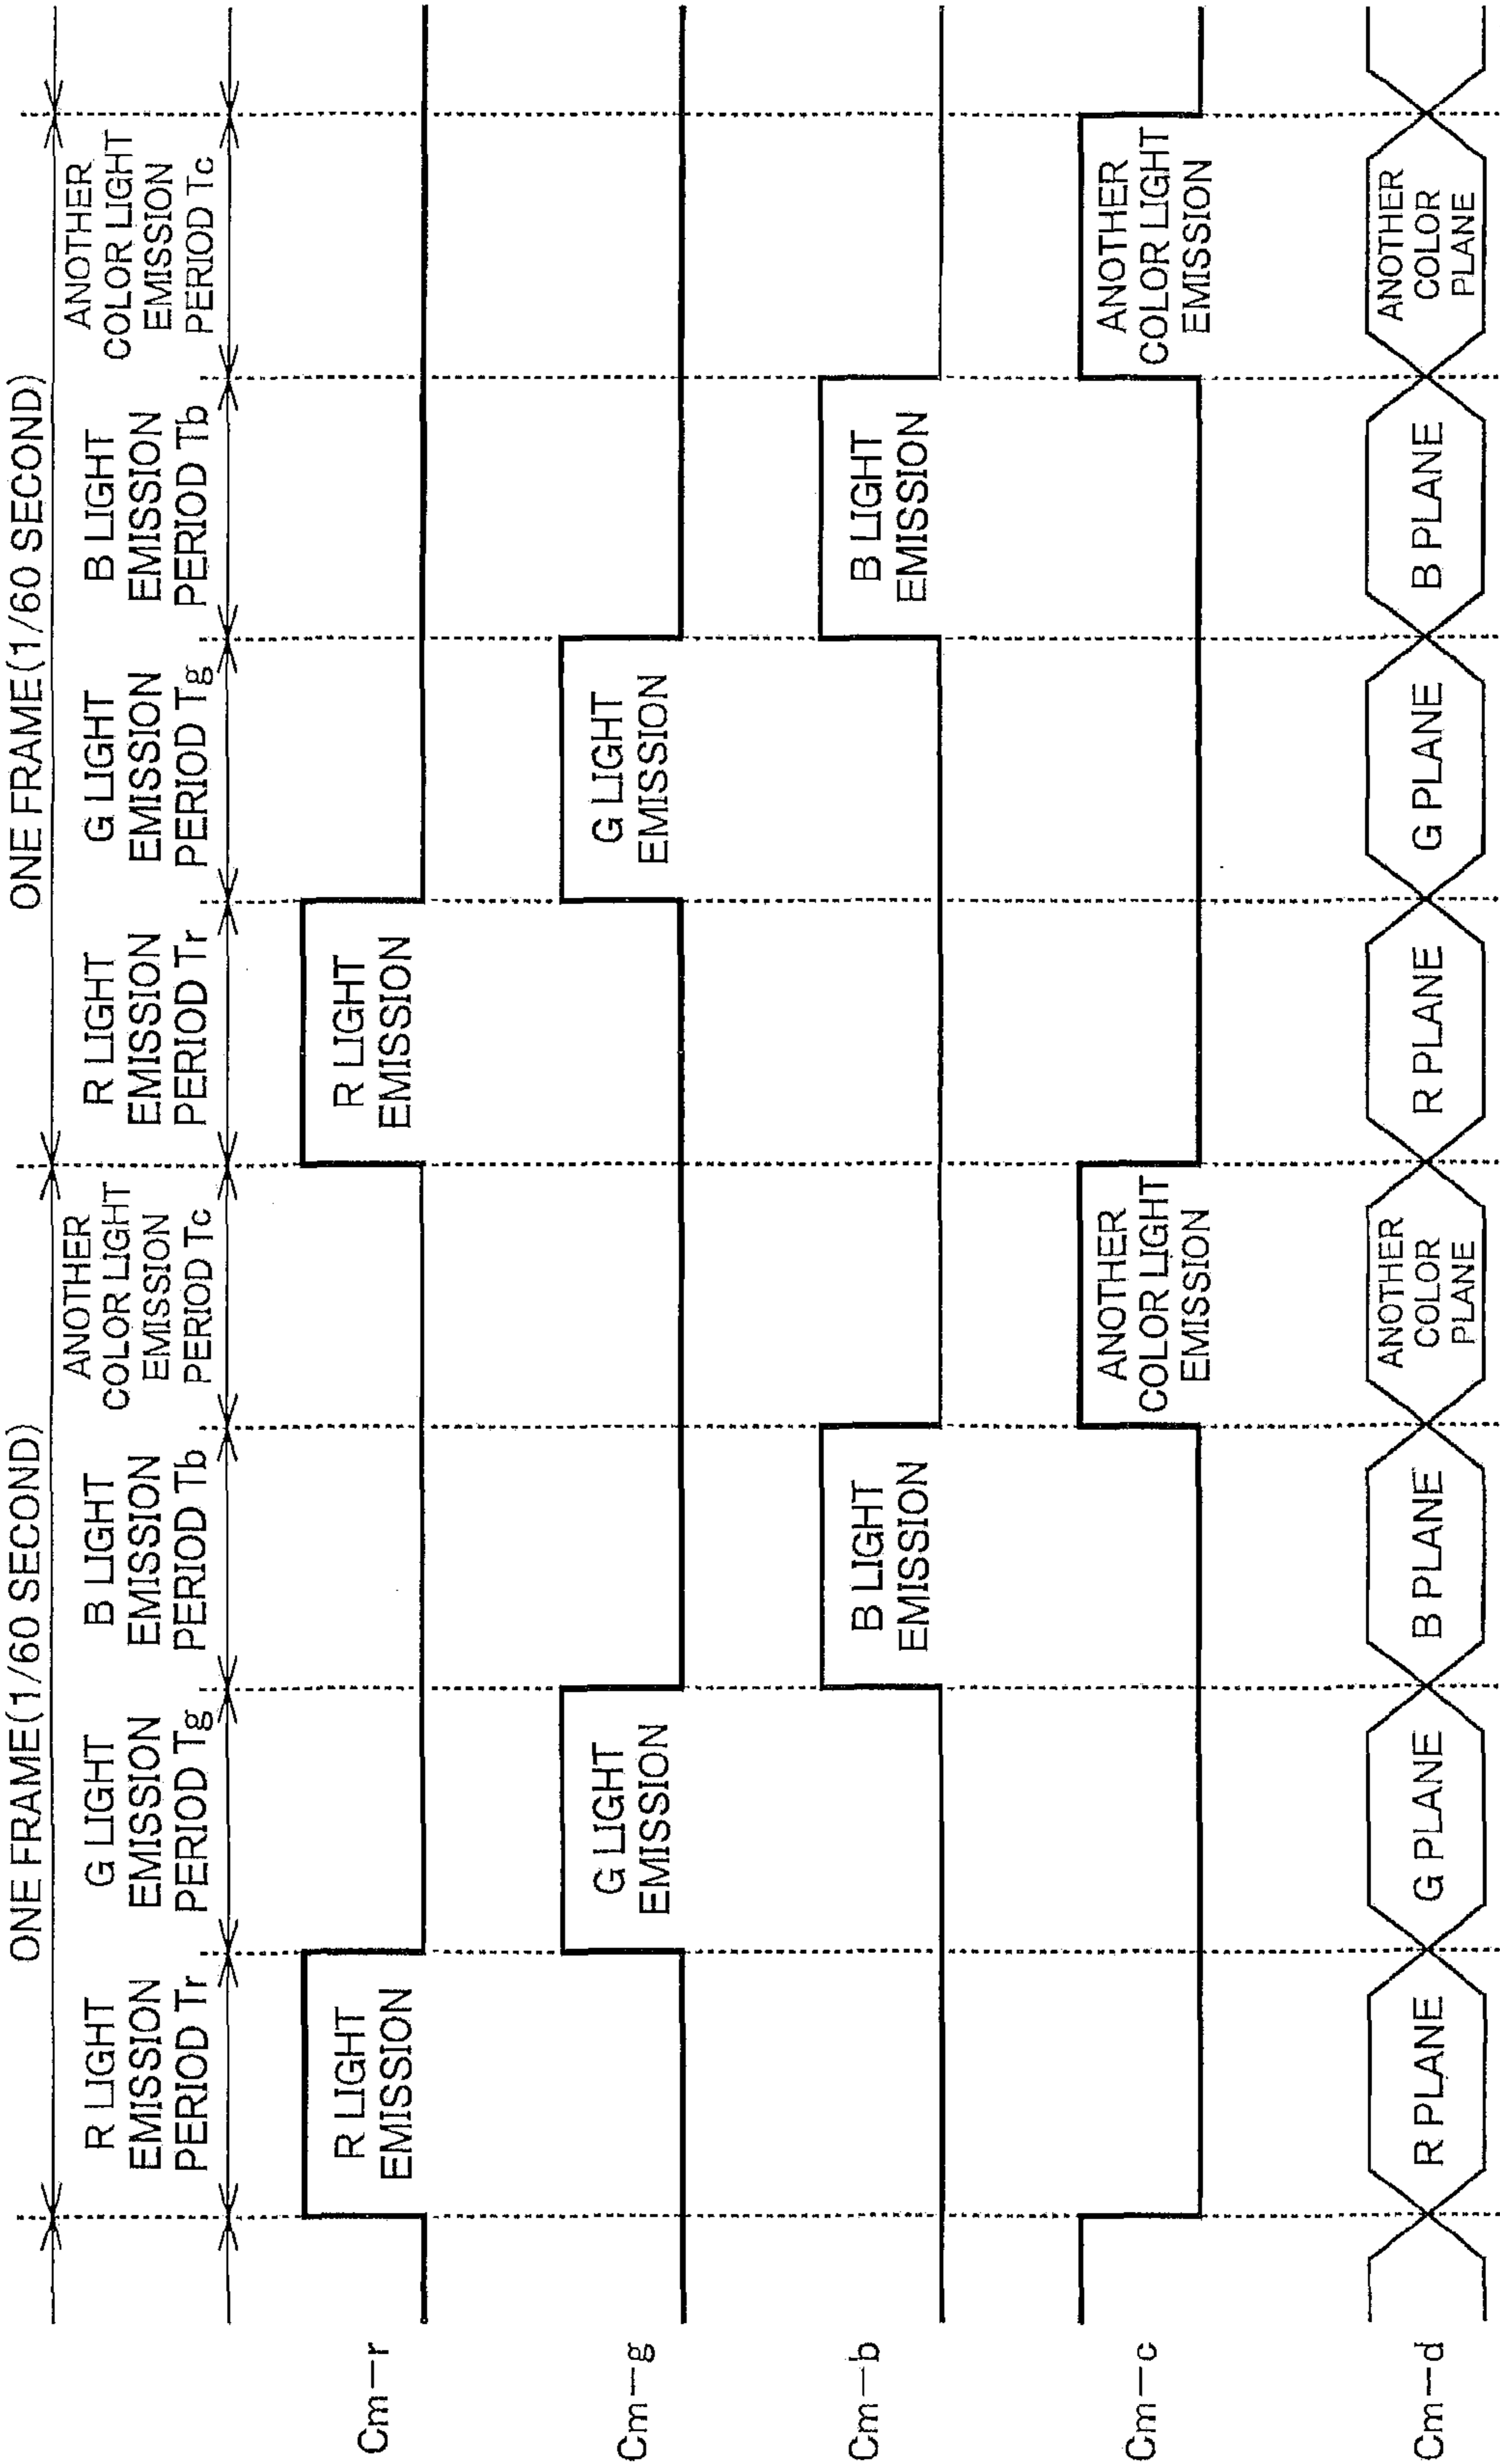 ONE FRAME(1/60 SECOND)
ONE FRAME(1/60 SECOND)
R LIGHT
EMISSION
PERIOD Tr
G LIGHT
EMISSION
PERIOD Tg
B LIGHT
EMISSION
PERIOD Tb
ANOTHER
COLOR LIGHT
EMISSION
PERIOD Tc
R LIGHT
EMISSION
PERIOD Tr
G LIGHT
EMISSION
PERIOD Tg
B LIGHT
EMISSION
PERIOD Tb
ANOTHER
COLOR LIGHT
EMISSION
PERIOD Tc
Cm-r
R LIGHT
EMISSION
R LIGHT
EMISSION
Cm-g
G LIGHT
EMISSION
G LIGHT
EMISSION
Cm-b
B LIGHT
EMISSION
B LIGHT
EMISSION
Cm-c
ANOTHER
COLOR LIGHT
EMISSION
ANOTHER
COLOR LIGHT
EMISSION
Cm-d
R PLANE
G PLANE
B PLANE
ANOTHER
COLOR
PLANE
R PLANE
G PLANE
B PLANE
ANOTHER
COLOR
PLANE